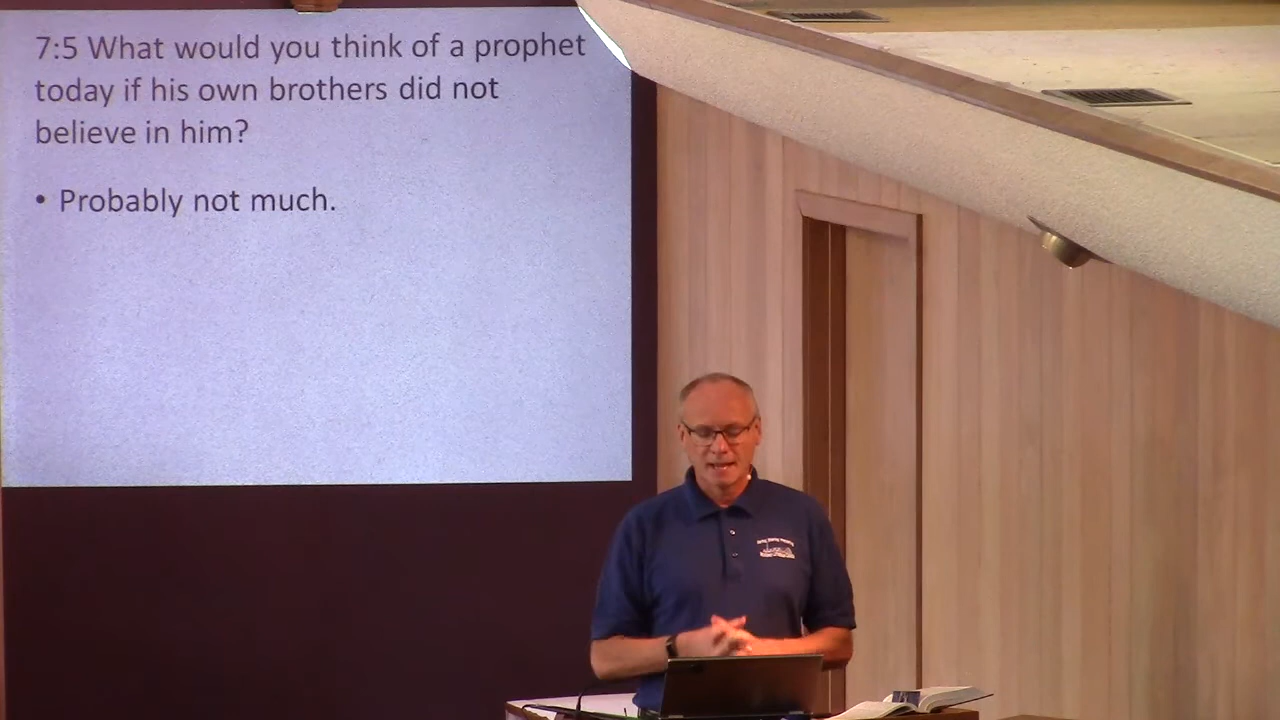 7:5 What would you think of a prophet
today if his own brothers did not
believe in him?
• Probably not much.